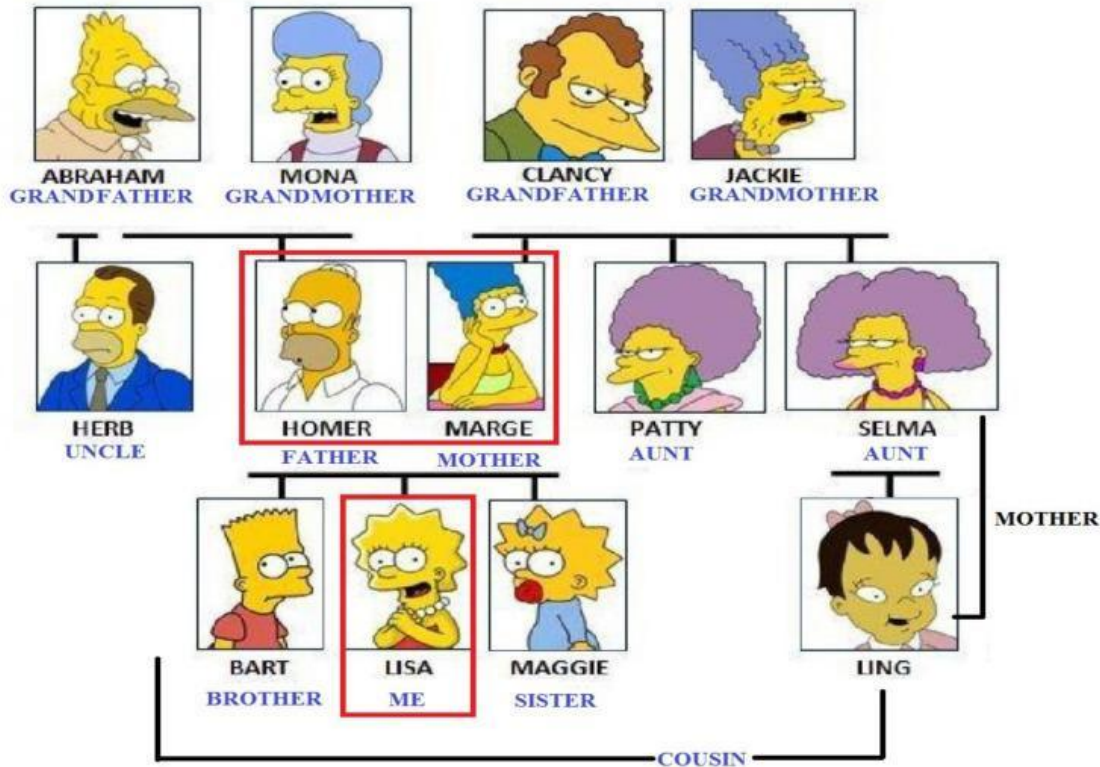 ABRAHAM MONA CLANCY JACKIE
GRANDFATHER GRANDMOTHER GRANDFATHER GRANDMOTHER
HERB HOMER MARGE PATTY SELMA
UNCLE FATHER MOTHER AUNT AUNT
MOTHER
BART LISA MAGGIE LING
BROTHER ME SISTER
COUSIN